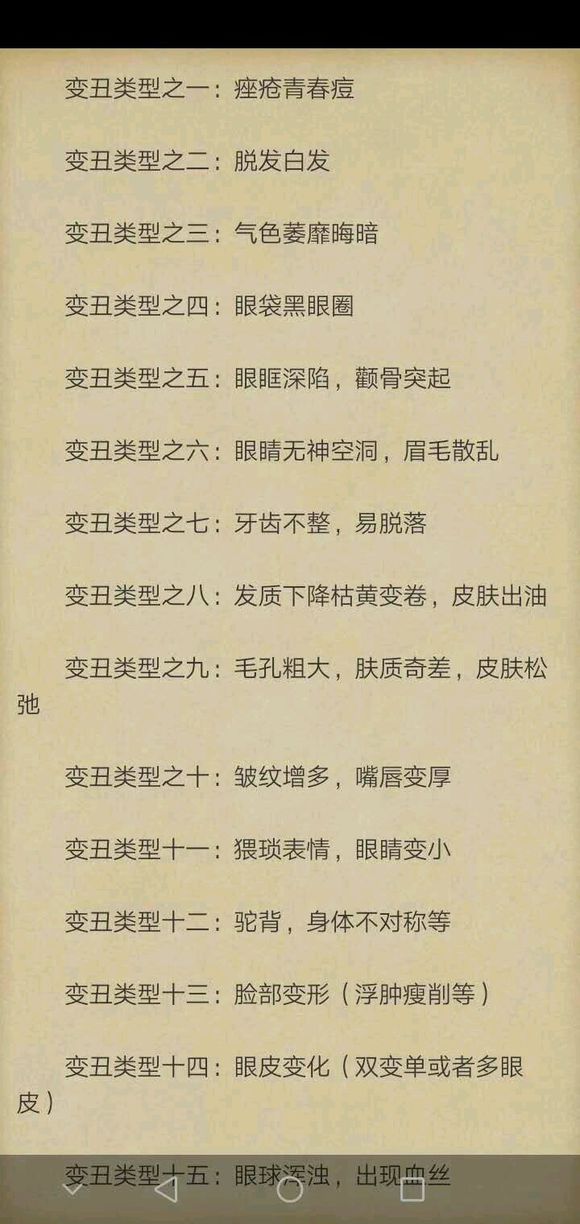 变丑类型之一：痤疮青春痘
变丑类型之二：脱发白发
变丑类型之三：气色萎靡晦暗
变丑类型之四：眼袋黑眼圈
变丑类型之五：眼眶深陷，颧骨突起
变丑类型之六：眼睛无神空洞，眉毛散乱
变丑类型之七：牙齿不整，易脱落
变丑类型之八：发质下降枯黄变卷，皮肤出油
变丑类型之九：毛孔粗大，肤质奇差，皮肤松
弛
变丑类型之十：皱纹增多，嘴唇变厚
变丑类型十一：猥琐表情，眼睛变小
变丑类型十二：驼背，身体不对称等
变丑类型十三：脸部变形（浮肿瘦削等）
变丑类型十四：眼皮变化（双变单或者多眼
皮）
变丑类型十五：眼球浑浊，出现血丝